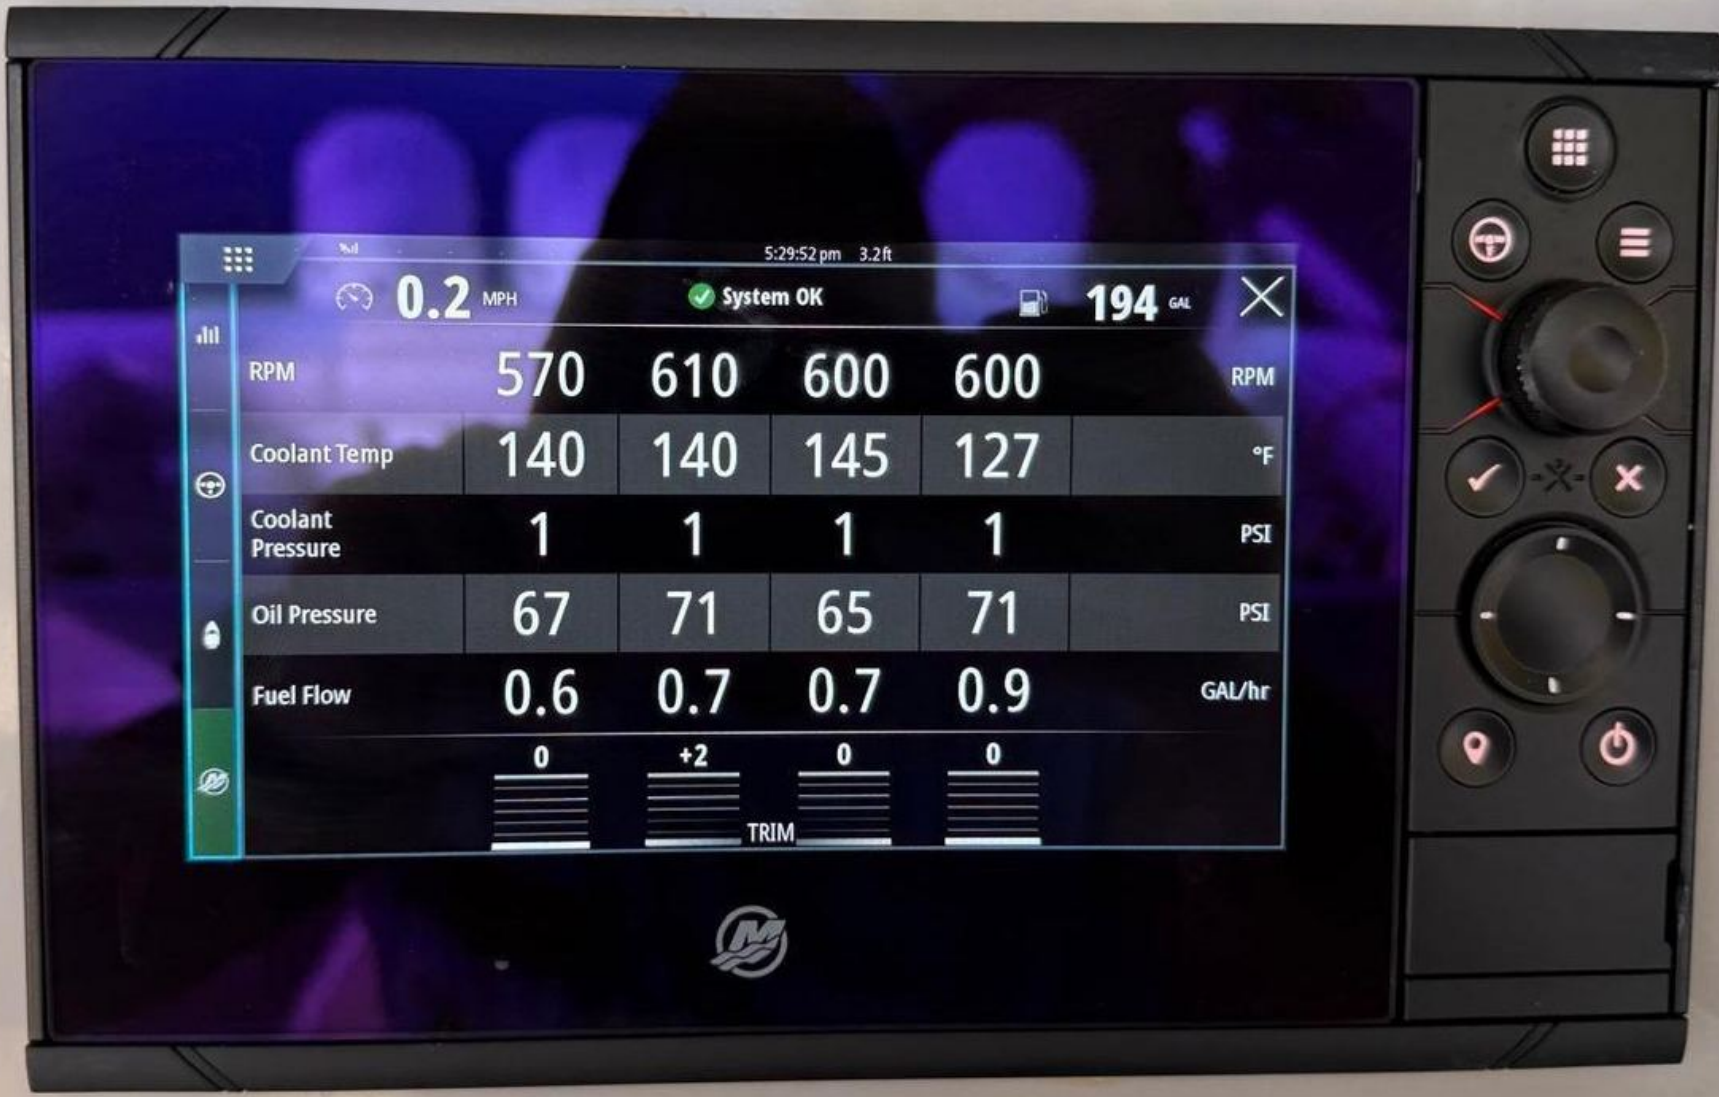 5:29:52 pm 3.2 ft
0.2 MPH System OK 194 GAL
RPM 570 610 600 600 RPM
Coolant Temp 140 140 145 127 °F
Coolant
Pressure 1 1 1 1 PSI
Oil Pressure 67 71 65 71 PSI
Fuel Flow 0.6 0.7 0.7 0.9 GAL/hr
0 +2 0 0
TRIM
M